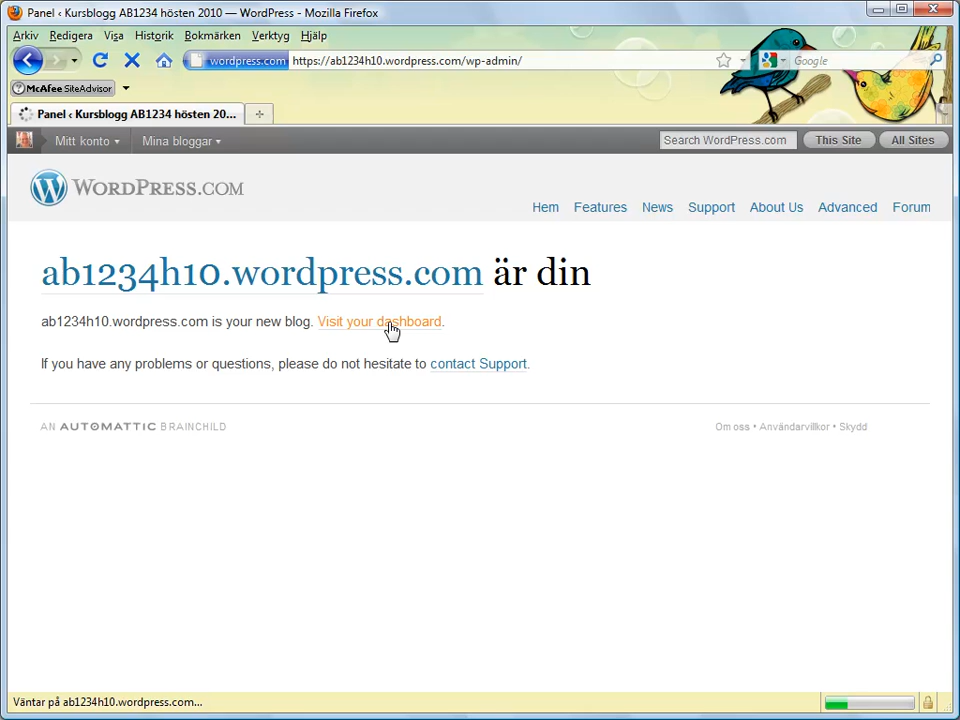 Panel ‹ Kursblogg AB1234 hösten 2010 — WordPress - Mozilla Firefox
Arkiv Redigera Visa Historik Bokmärken Verktyg Hjälp
wordpress.com https://ab1234h10.wordpress.com/wp-admin/ Google
McAfee SiteAdvisor
Panel ‹ Kursblogg AB1234 hösten 20...
Mitt konto Mina bloggar Search WordPress.com This Site All Sites
WORDPRESS.COM
Hem Features News Support About Us Advanced Forum
ab1234h10.wordpress.com är din
ab1234h10.wordpress.com is your new blog. Visit your dashboard.
If you have any problems or questions, please do not hesitate to contact Support.
AN AUTOMATTIC BRAINCHILD Om oss • Användarvillkor • Skydd
Väntar på ab1234h10.wordpress.com...